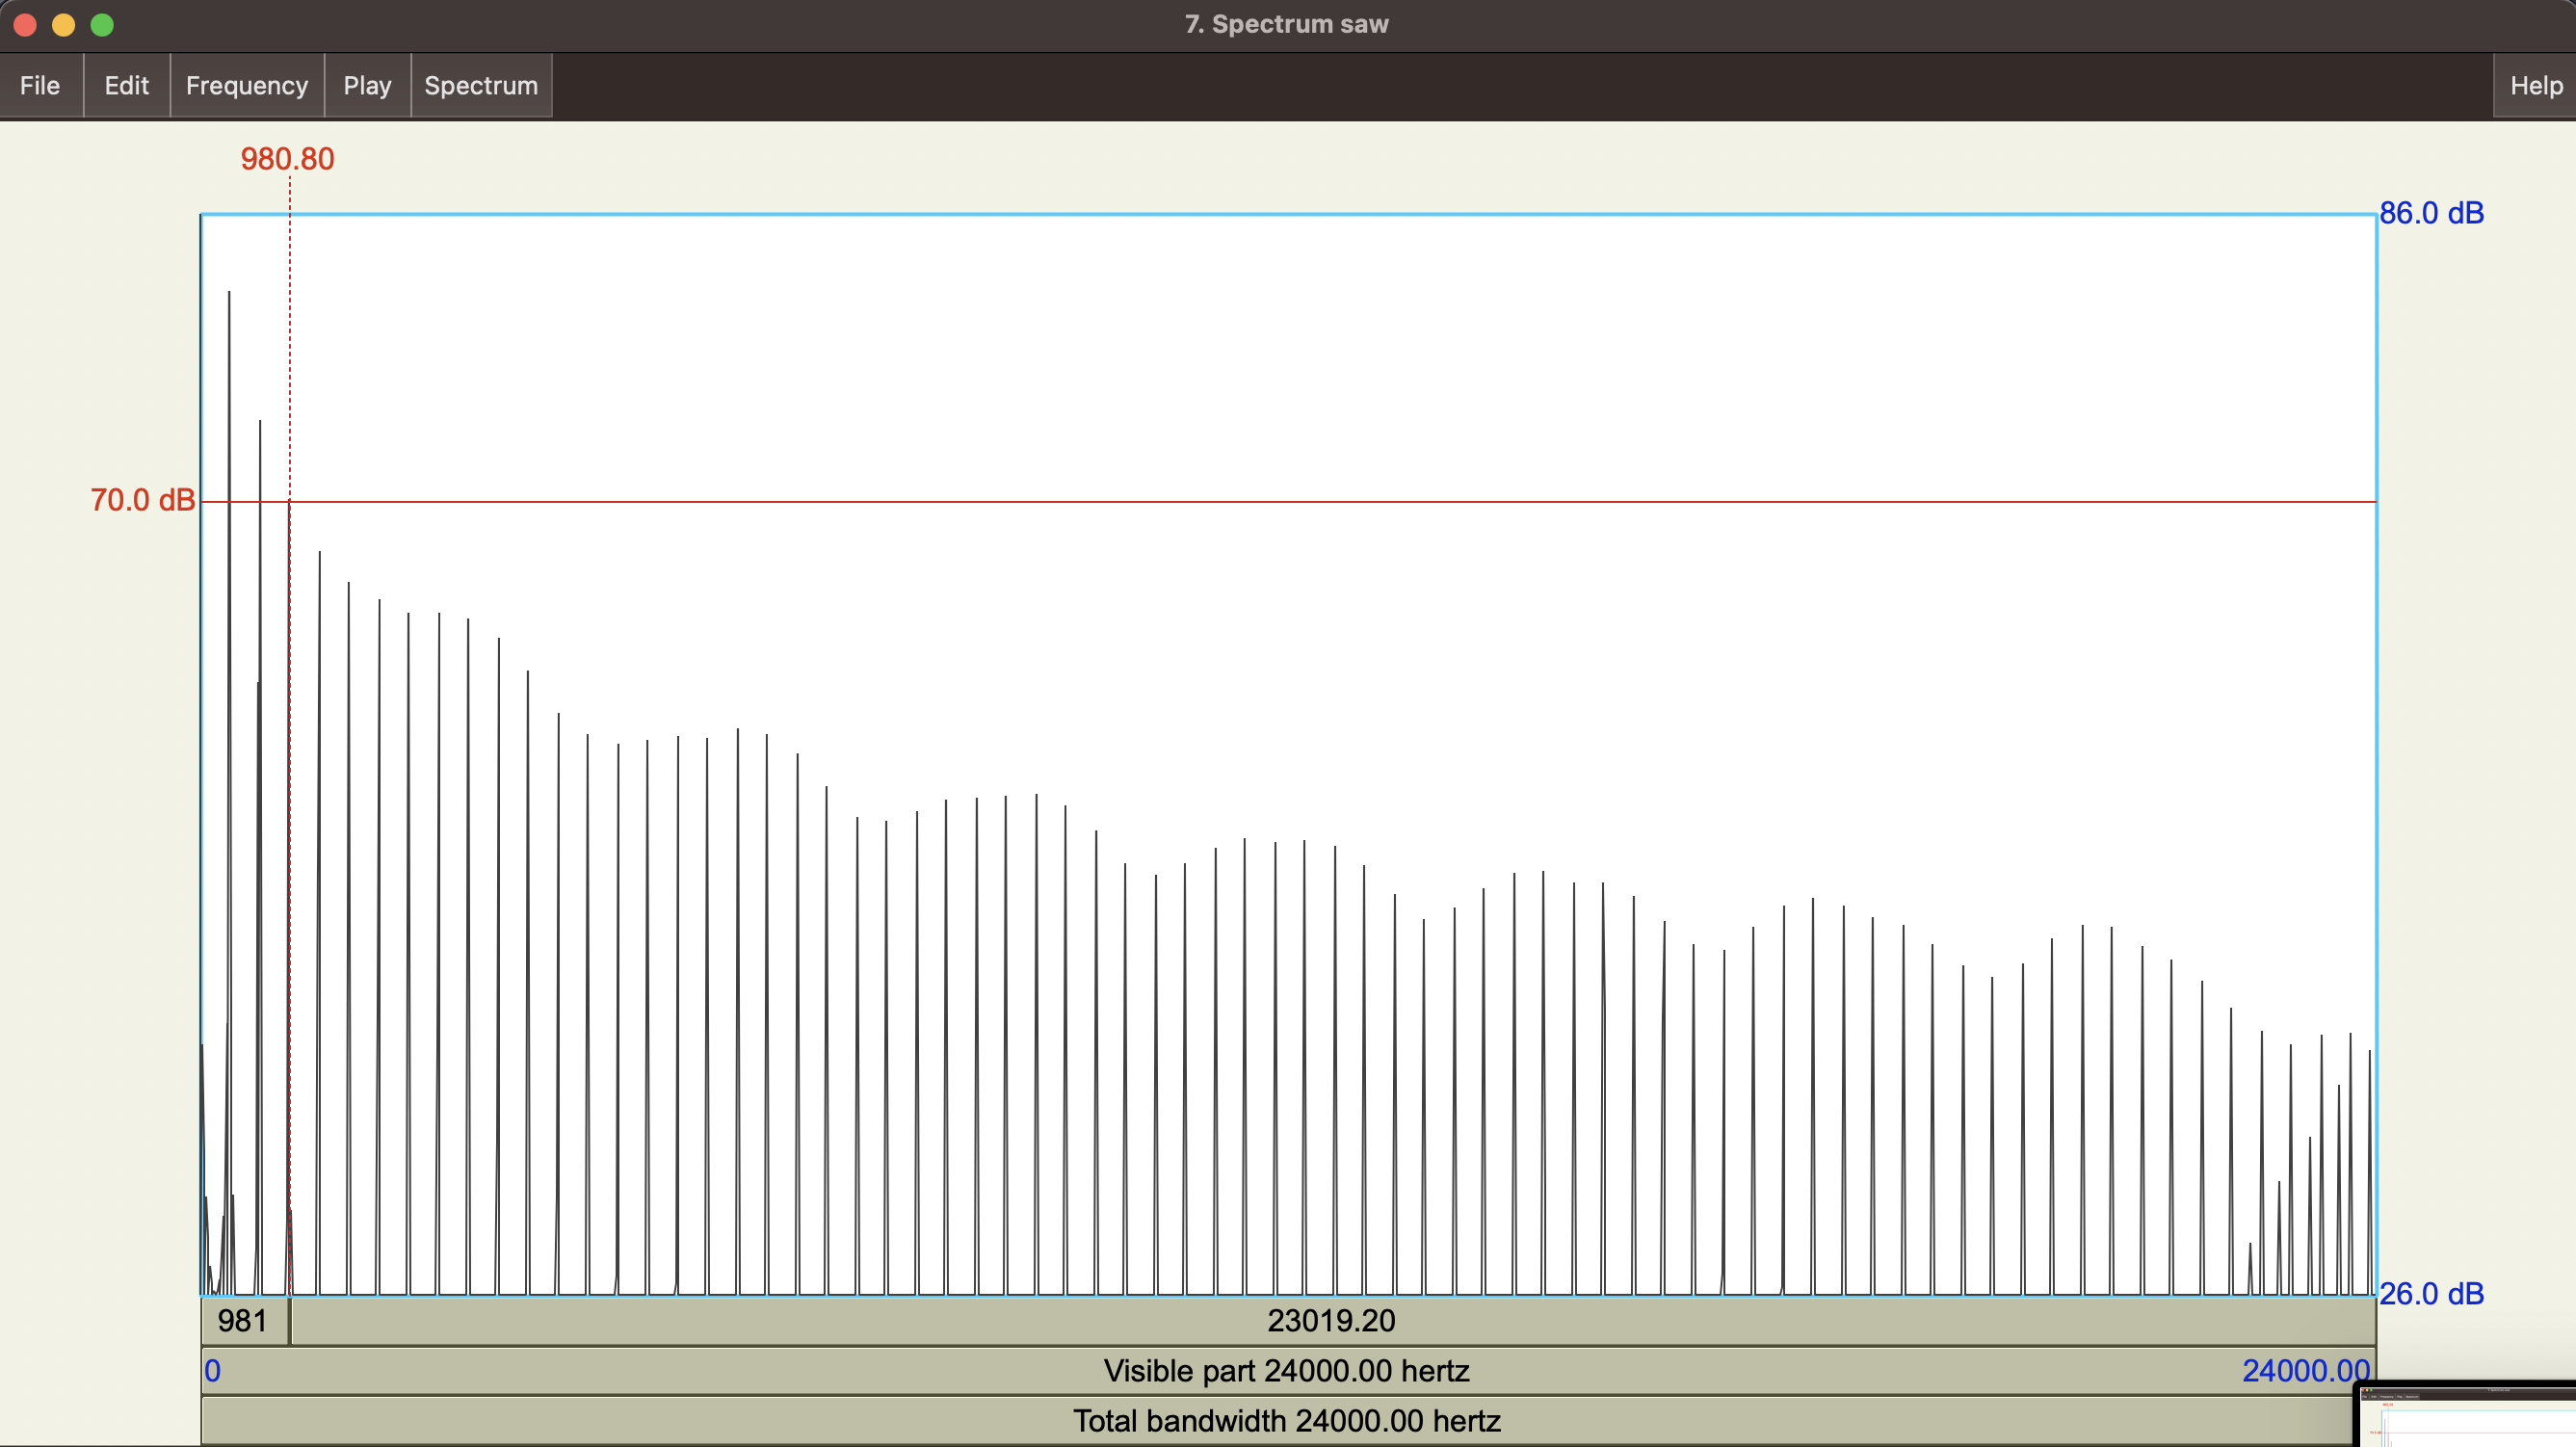 7. Spectrum saw
File Edit Frequency Play Spectrum Help
980.80
86.0 dB
70.0 dB
26.0 dB
981 23019.20
0 Visible part 24000.00 hertz 24000.00
Total bandwidth 24000.00 hertz